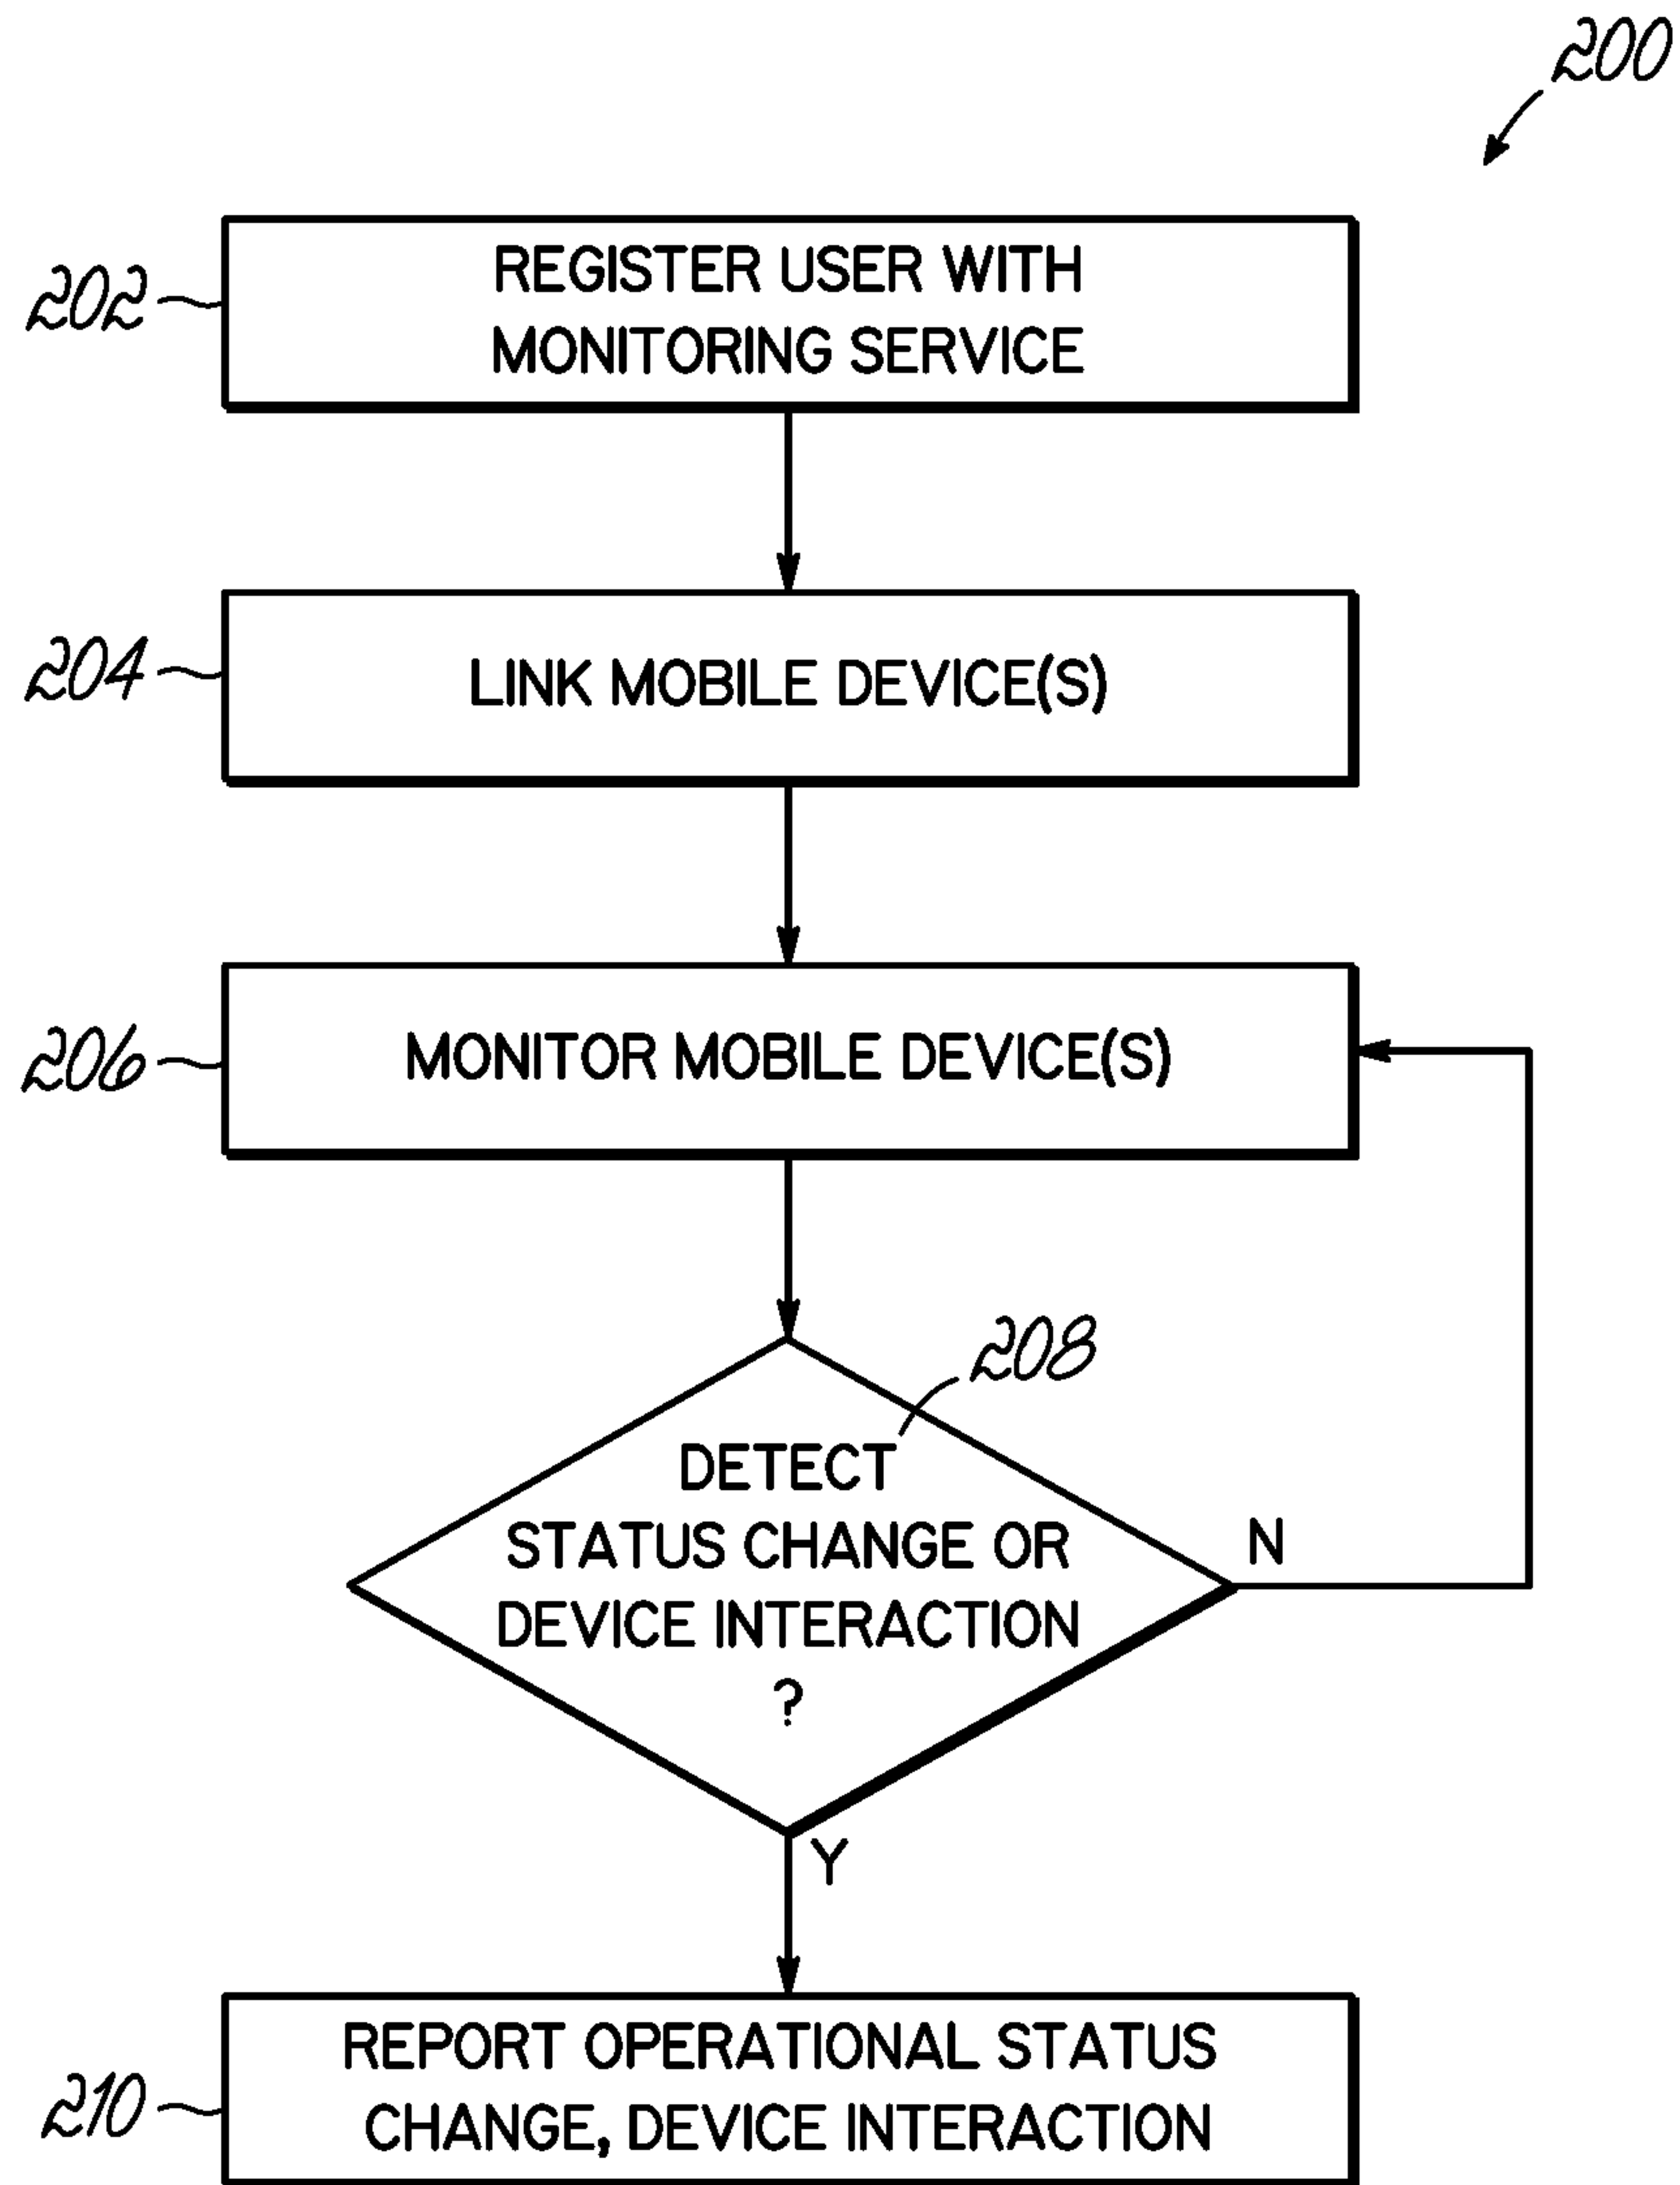 200
202
REGISTER USER WITH
MONITORING SERVICE
204
LINK MOBILE DEVICE(S)
206
MONITOR MOBILE DEVICE(S)
208
DETECT
STATUS CHANGE OR
DEVICE INTERACTION
?
N
Y
210
REPORT OPERATIONAL STATUS
CHANGE, DEVICE INTERACTION